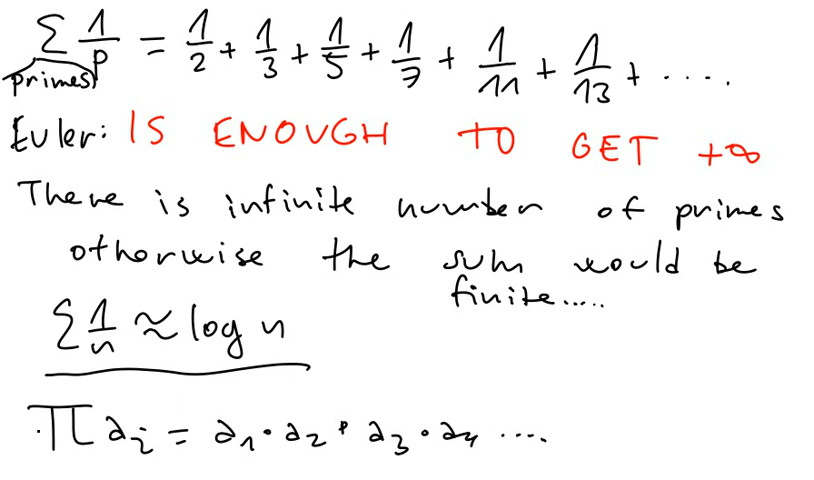 ∑ 1/p = 1/2 + 1/3 + 1/5 + 1/7 + 1/11 + 1/13 + ....
primes
Euler: IS ENOUGH TO GET +∞
There is infinite number of primes
otherwise the sum would be
finite.....
∑ 1/n ≈ log n
∏ a_i = a_1 · a_2 · a_3 · a_4 ....